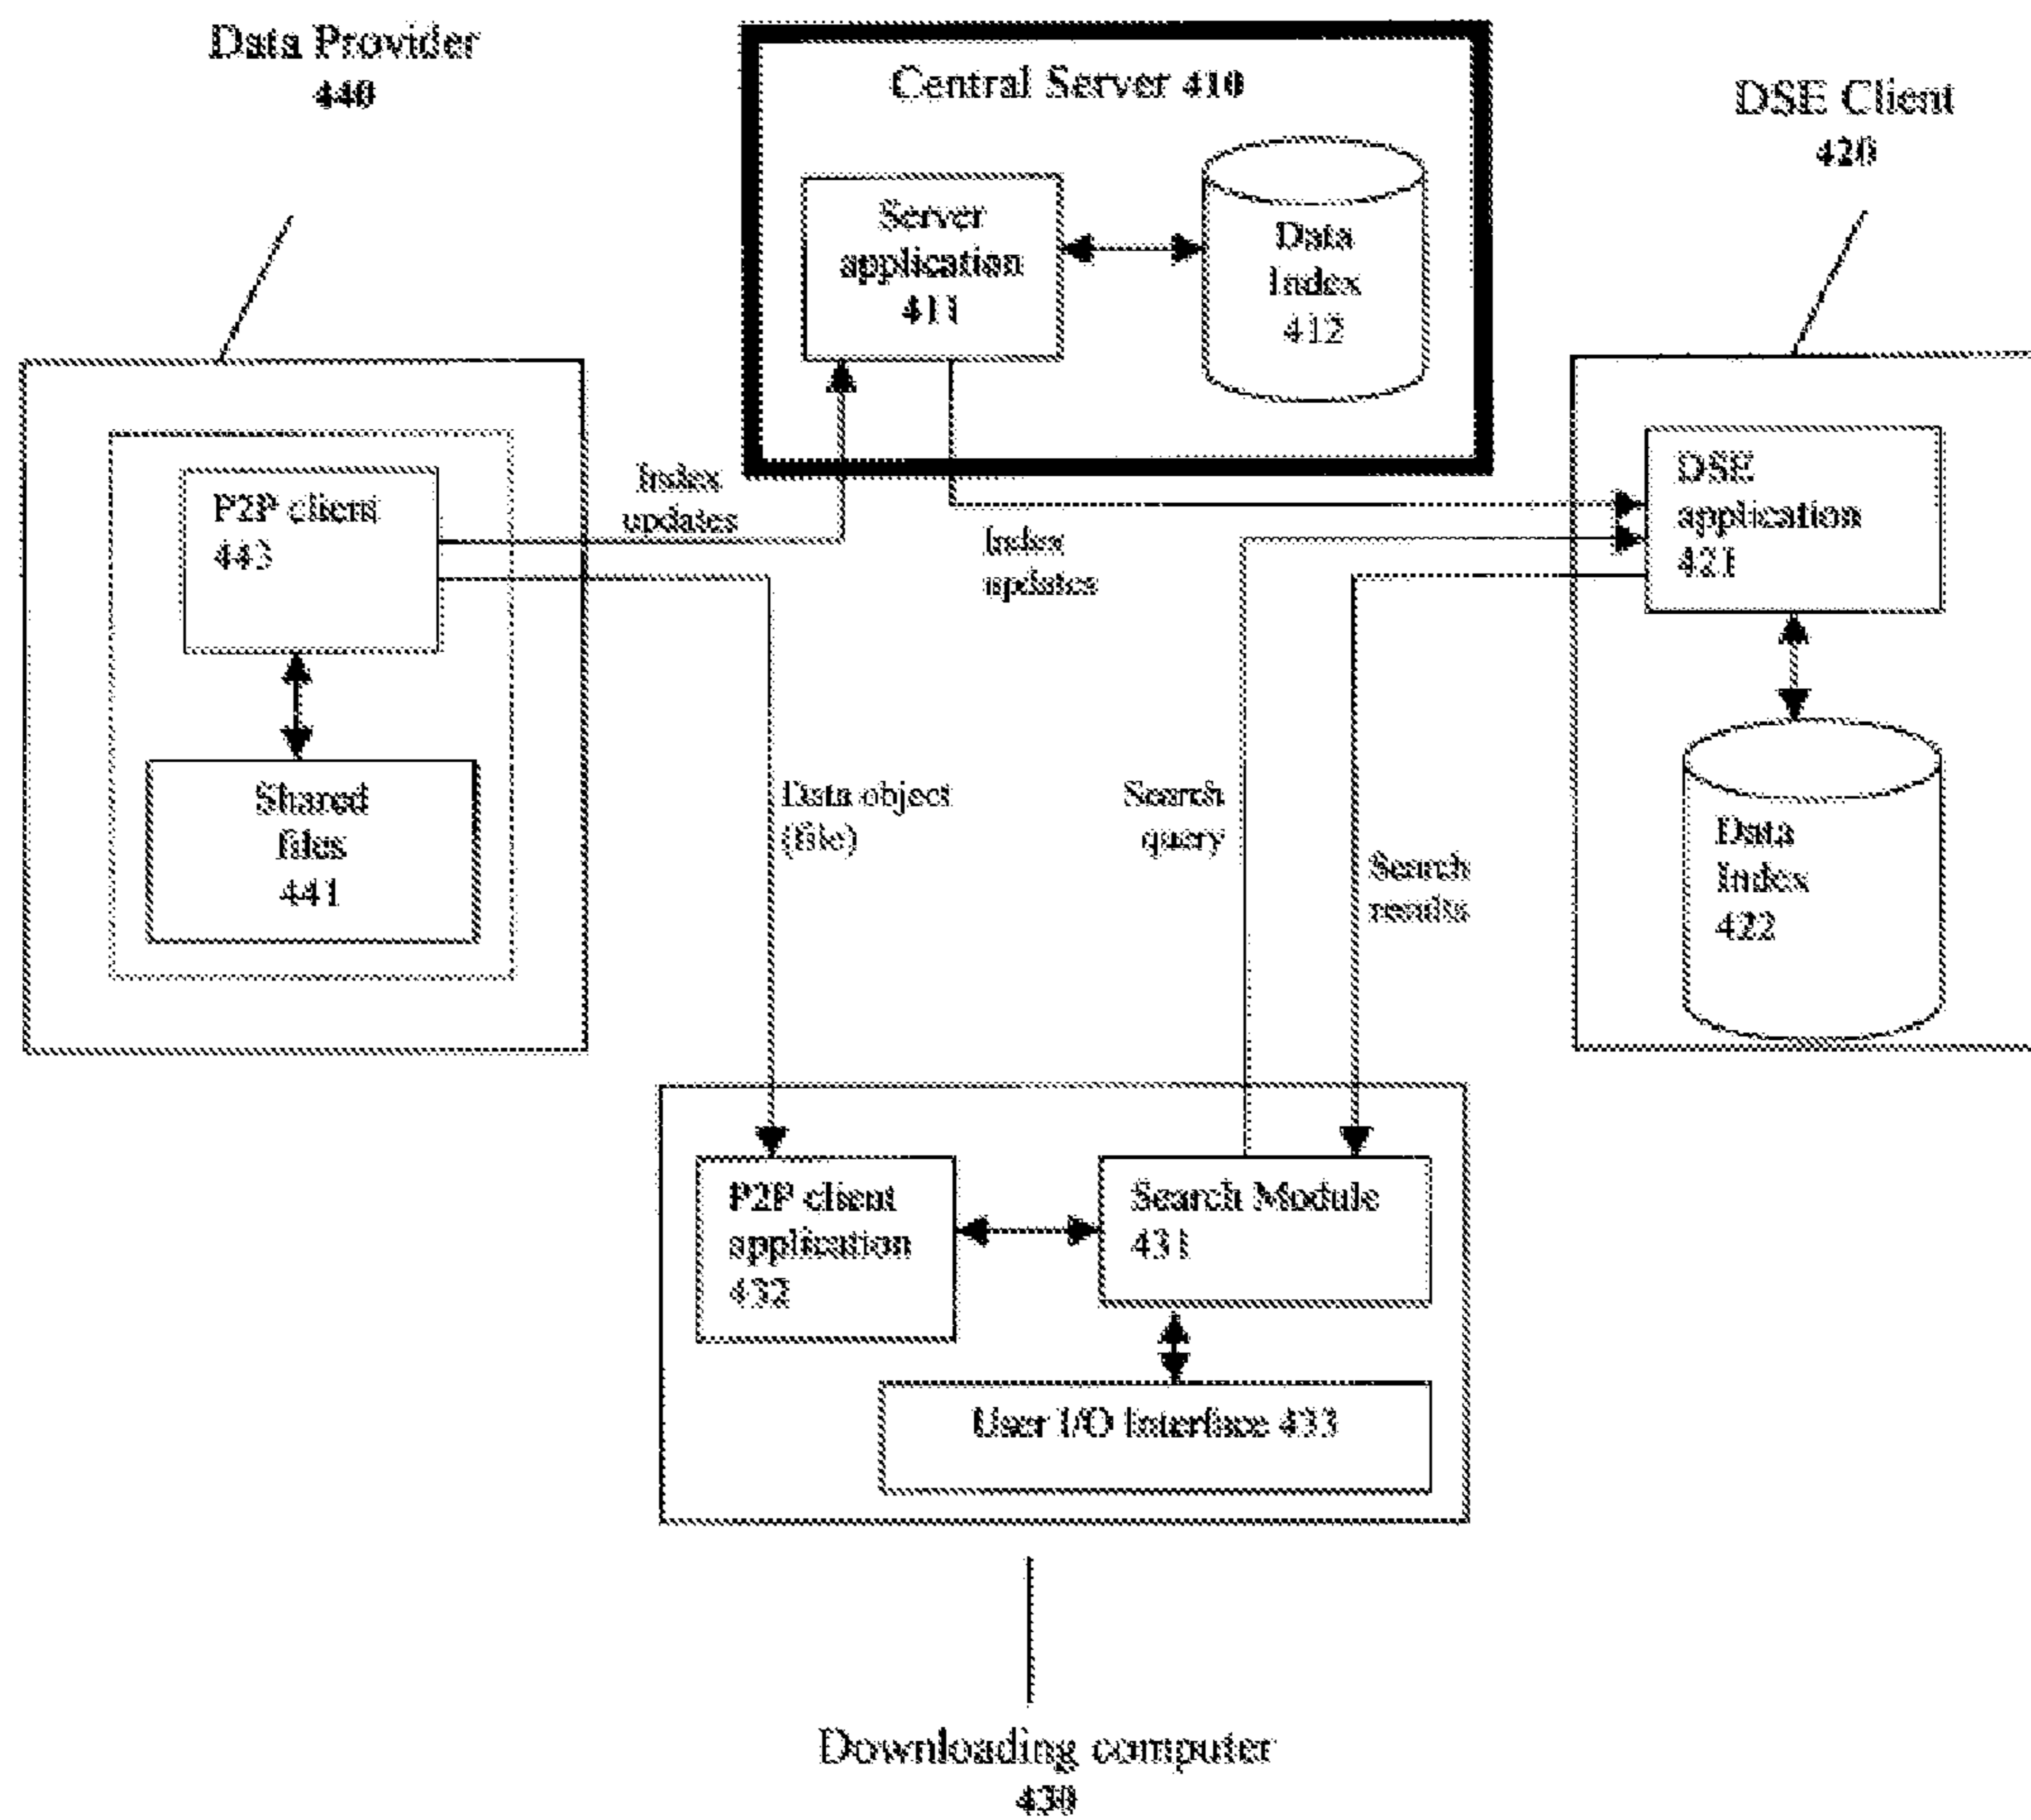 Data Provider
440
Central Server 410
DSE Client
420
Server
application
411
Data
Index
412
P2P client
443
Index
updates
Index
updates
DSE
application
421
Shared
files
441
Data object
(file)
Search
query
Search
results
Data
Index
422
P2P client
application
432
Search Module
431
User I/O Interface 433
Downloading computer
430